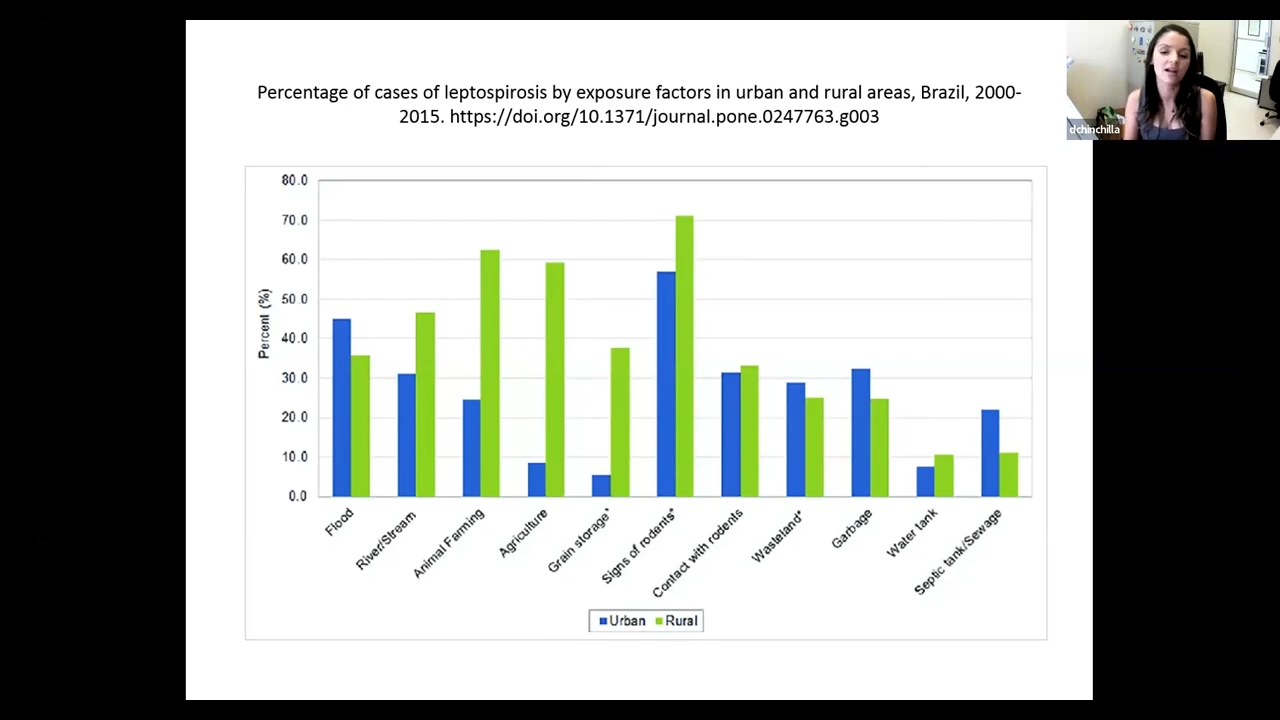 Percentage of cases of leptospirosis by exposure factors in urban and rural areas, Brazil, 2000-
2015. https://doi.org/10.1371/journal.pone.0247763.g003
dchinchilla
80.0
70.0
60.0
50.0
40.0
30.0
20.0
10.0
0.0
Percent (%)
Flood
River/Stream
Animal Farming
Agriculture
Grain storage*
Signs of rodents*
Contact with rodents
Wasteland*
Garbage
Water tank
Septic tank/Sewage
Urban Rural